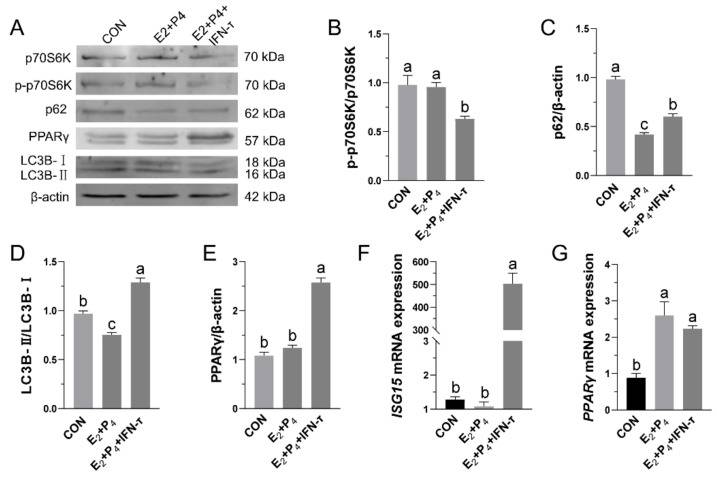 A
CON
E2+P4
E2+P4+
IFN-τ
p70S6K
70 kDa
p-p70S6K
70 kDa
p62
62 kDa
PPARγ
57 kDa
LC3B-Ⅰ
18 kDa
LC3B-Ⅱ
16 kDa
β-actin
42 kDa
B
p-p70S6K/p70S6K
1.5
1.0
0.5
0.0
a
a
b
CON
E₂+P₄
E₂+P₄+IFN-τ
C
p62/β-actin
1.5
1.0
0.5
0.0
a
c
b
CON
E₂+P₄
E₂+P₄+IFN-τ
D
LC3B-Ⅱ/LC3B-Ⅰ
1.5
1.0
0.5
0.0
b
c
a
CON
E₂+P₄
E₂+P₄+IFN-τ
E
PPARγ/β-actin
3
2
1
0
b
b
a
CON
E₂+P₄
E₂+P₄+IFN-τ
F
ISG15 mRNA expression
600
550
500
450
400
3
2
1
b
b
a
CON
E₂+P₄
E₂+P₄+IFN-τ
G
PPARγ mRNA expression
4
3
2
1
0
b
a
a
CON
E₂+P₄
E₂+P₄+IFN-τ